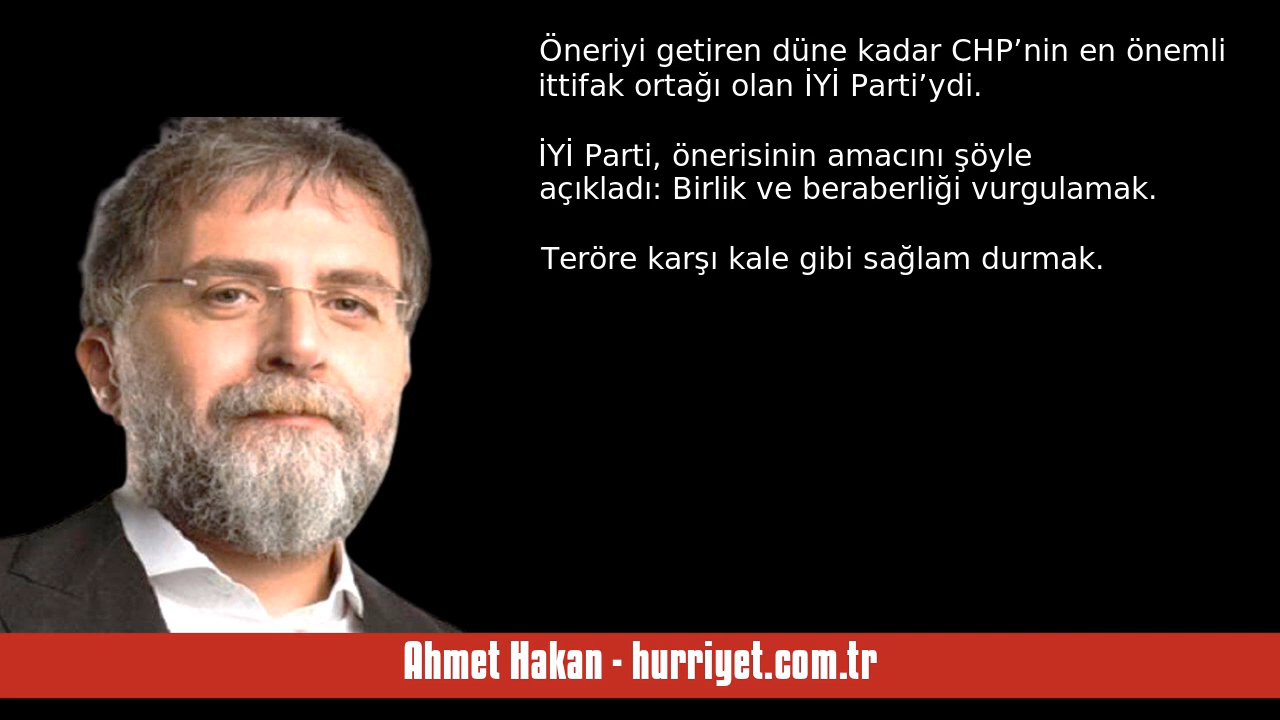 Öneriyi getiren düne kadar CHP’nin en önemli
ittifak ortağı olan İYİ Parti’ydi.
İYİ Parti, önerisinin amacını şöyle
açıkladı: Birlik ve beraberliği vurgulamak.
Teröre karşı kale gibi sağlam durmak.
Ahmet Hakan - hurriyet.com.tr